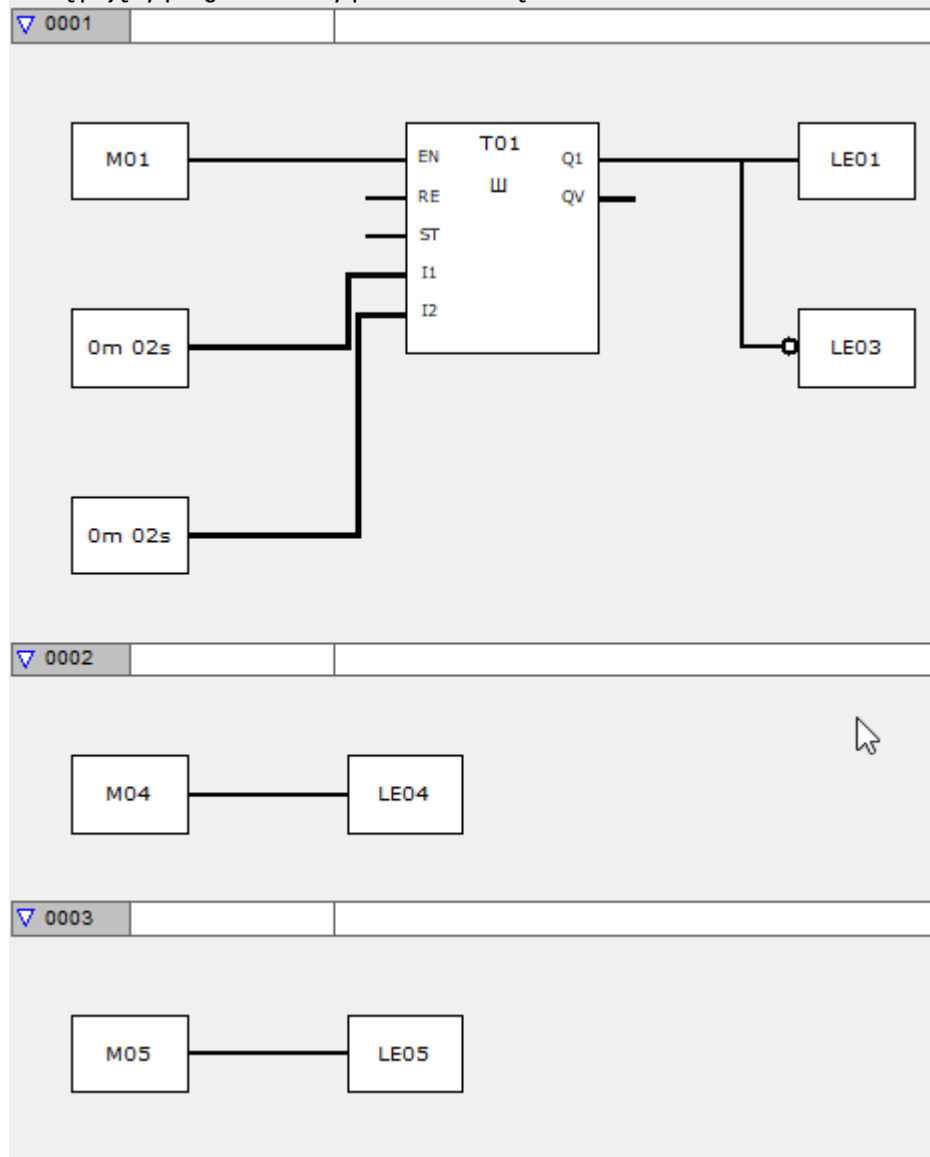 0001
M01
T01
Ш
EN
RE
ST
I1
I2
Q1
QV
LE01
0m 02s
LE03
0m 02s
0002
M04
LE04
0003
M05
LE05